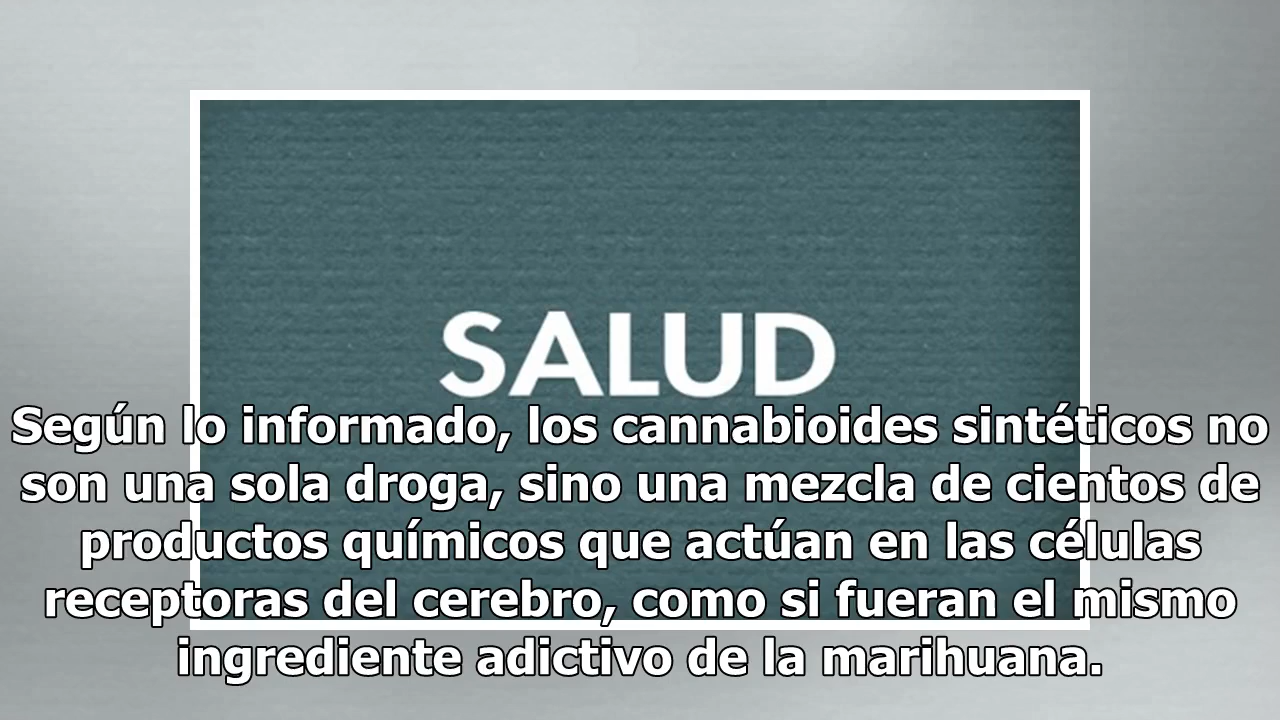 SALUD
Según lo informado, los cannabioides sintéticos no
son una sola droga, sino una mezcla de cientos de
productos químicos que actúan en las células
receptoras del cerebro, como si fueran el mismo
ingrediente adictivo de la marihuana.